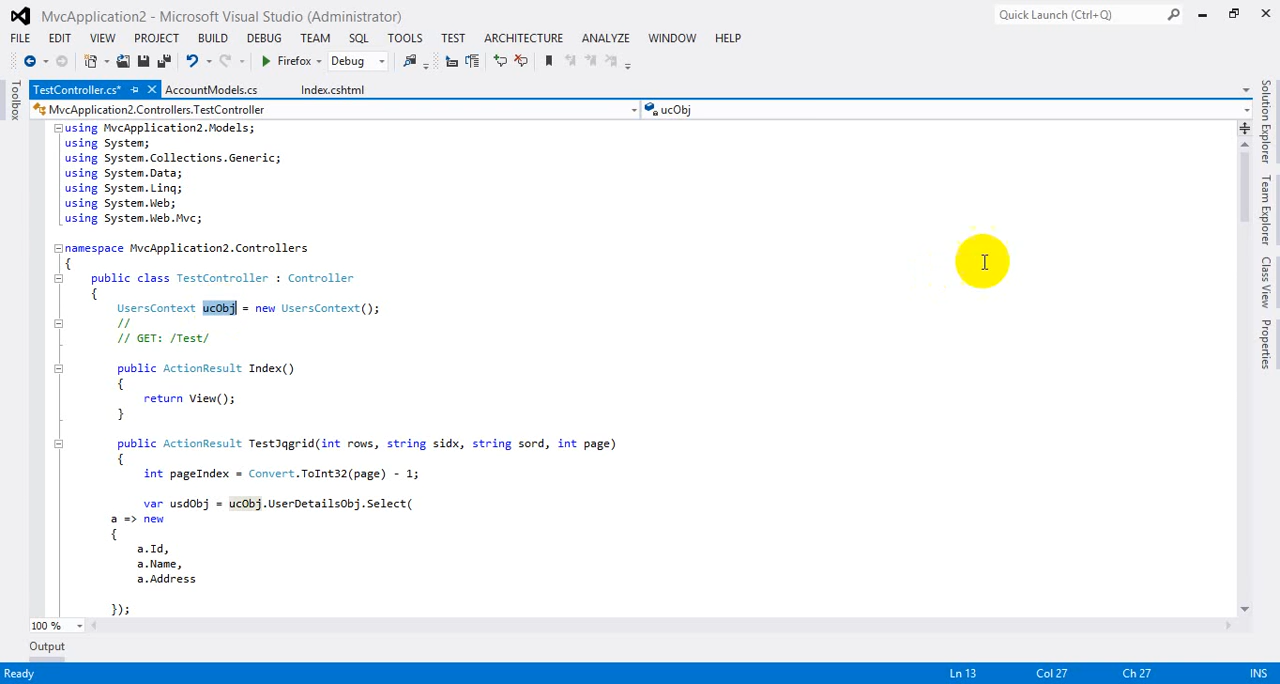 MvcApplication2 - Microsoft Visual Studio (Administrator)
Quick Launch (Ctrl+Q)
FILE EDIT VIEW PROJECT BUILD DEBUG TEAM SQL TOOLS TEST ARCHITECTURE ANALYZE WINDOW HELP
Firefox Debug
TestController.cs* AccountModels.cs Index.cshtml
MvcApplication2.Controllers.TestController ucObj
Toolbox
Solution Explorer
Team Explorer
Class View
Properties
using MvcApplication2.Models;
using System;
using System.Collections.Generic;
using System.Data;
using System.Linq;
using System.Web;
using System.Web.Mvc;
namespace MvcApplication2.Controllers
{
public class TestController : Controller
{
UsersContext ucObj = new UsersContext();
//
// GET: /Test/
public ActionResult Index()
{
return View();
}
public ActionResult TestJqgrid(int rows, string sidx, string sord, int page)
{
int pageIndex = Convert.ToInt32(page) - 1;
var usdObj = ucObj.UserDetailsObj.Select(
a => new
{
a.Id,
a.Name,
a.Address
});
100 %
Output
Ready Ln 13 Col 27 Ch 27 INS